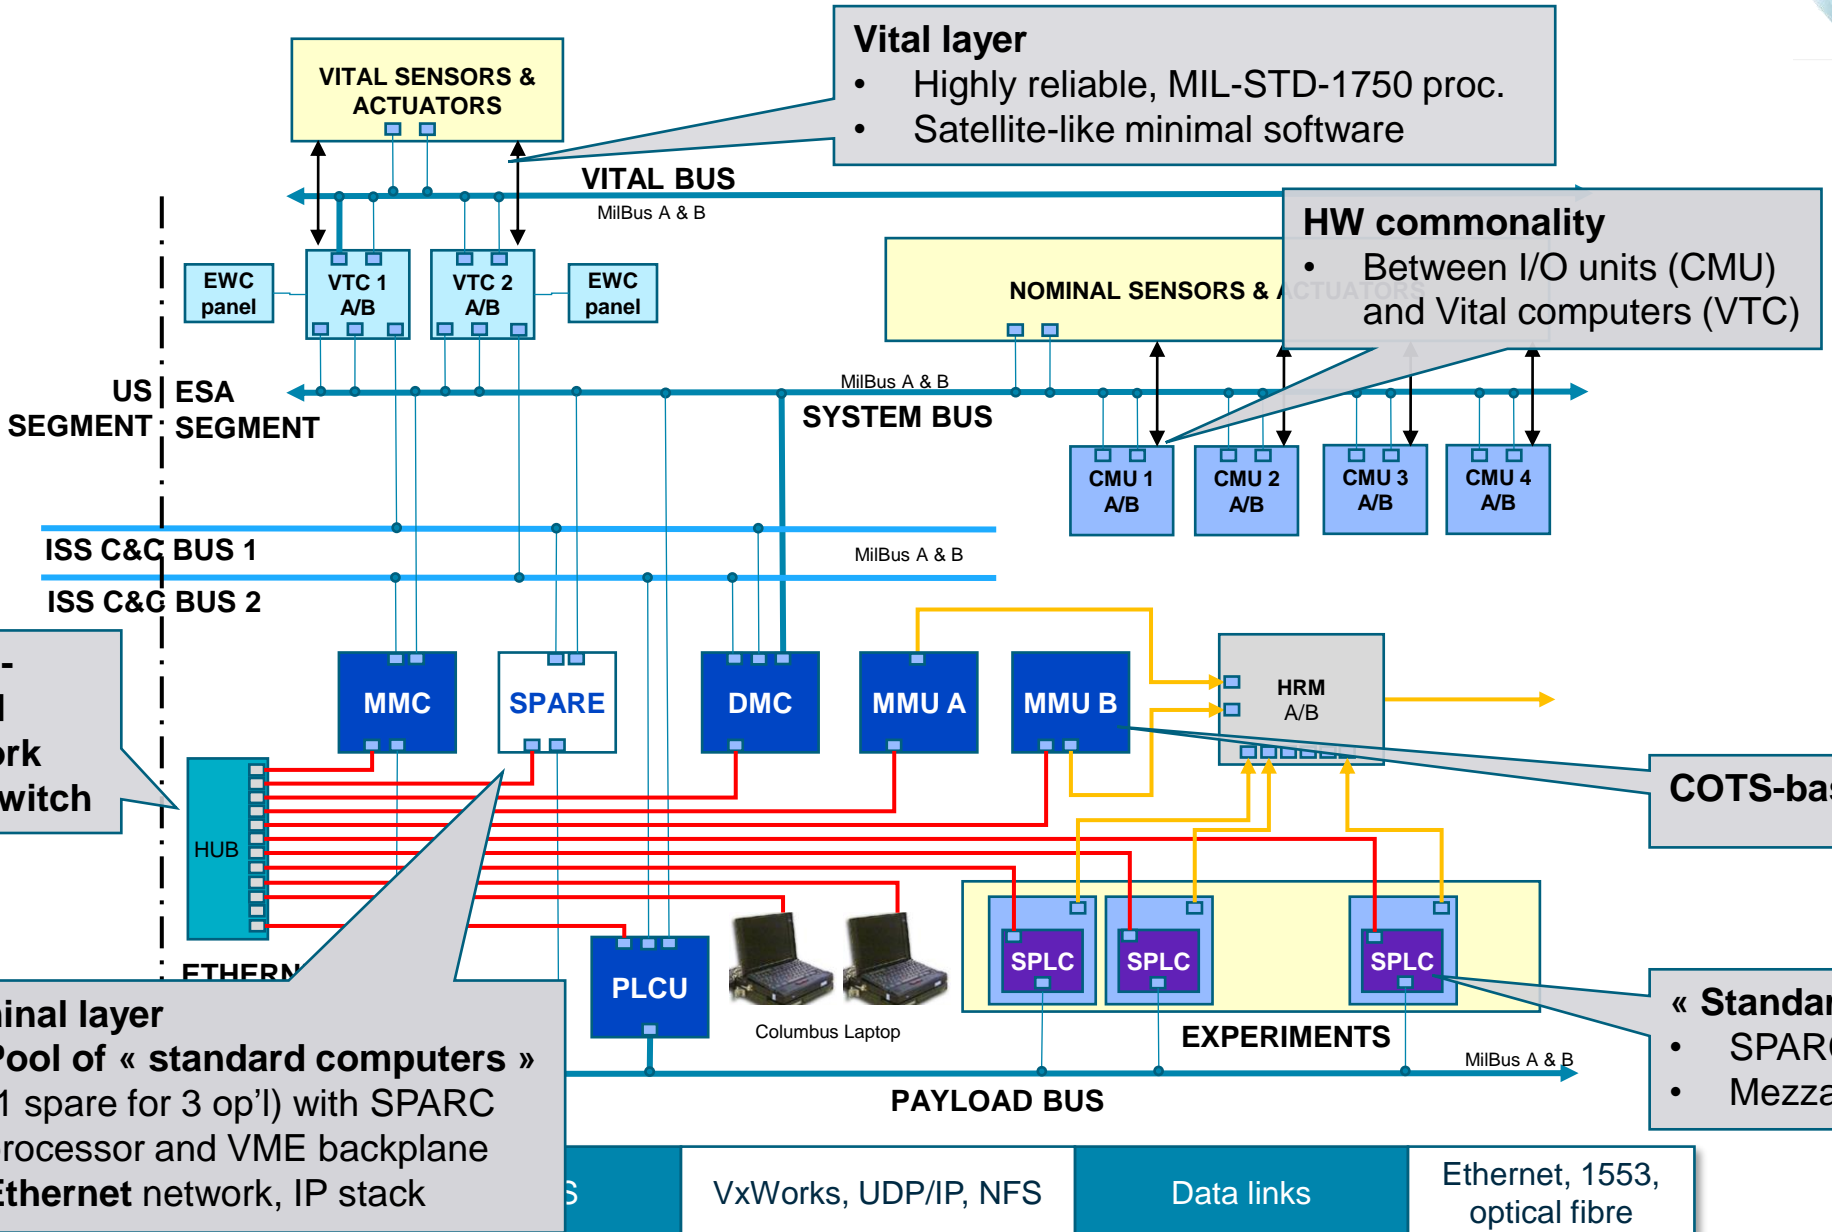 Vital layer
• Highly reliable, MIL-STD-1750 proc.
• Satellite-like minimal software
VITAL SENSORS &
ACTUATORS
VITAL BUS
MilBus A & B
HW commonality
• Between I/O units (CMU)
and Vital computers (VTC)
EWC
panel
VTC 1
A/B
VTC 2
A/B
EWC
panel
NOMINAL SENSORS & ACTUATORS
US
SEGMENT
ESA
SEGMENT
MilBus A & B
SYSTEM BUS
CMU 1
A/B
CMU 2
A/B
CMU 3
A/B
CMU 4
A/B
ISS C&C BUS 1
MilBus A & B
ISS C&C BUS 2
MMC
SPARE
DMC
MMU A
MMU B
HRM
A/B
COTS-bas
HUB
SPLC
SPLC
SPLC
PLCU
ETHERN
Columbus Laptop
EXPERIMENTS
MilBus A & B
PAYLOAD BUS
inal layer
Pool of « standard computers »
1 spare for 3 op'l) with SPARC
rocessor and VME backplane
Ethernet network, IP stack
« Standar
• SPARC
• Mezza
S
VxWorks, UDP/IP, NFS
Data links
Ethernet, 1553,
optical fibre